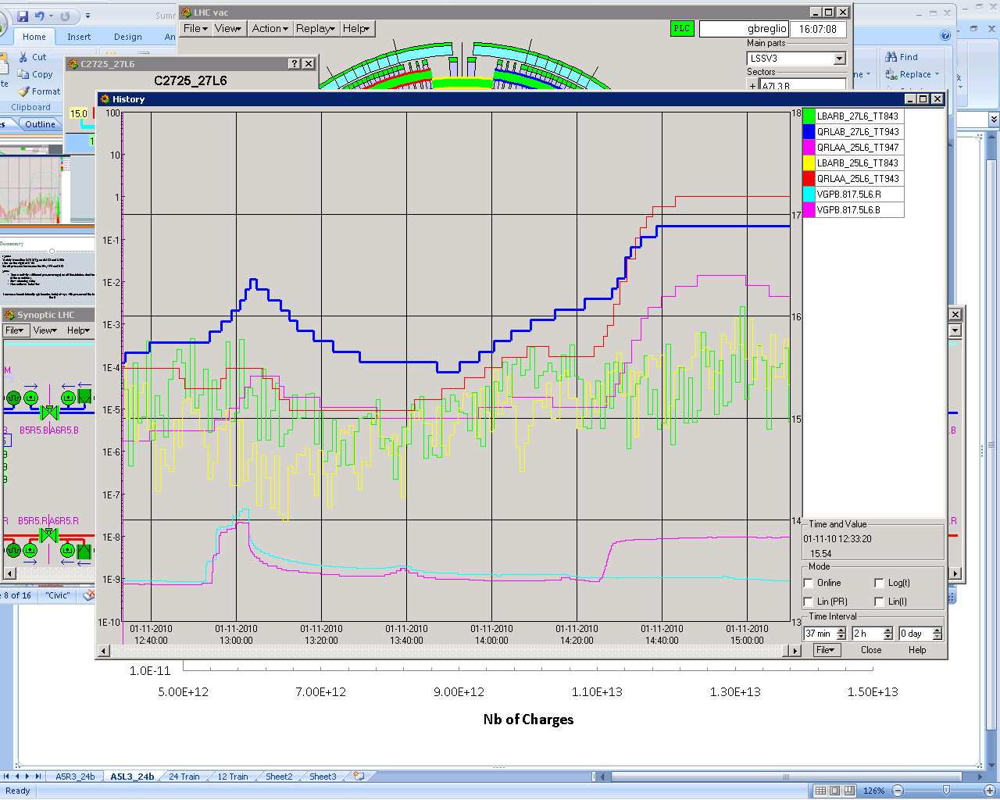 Summ
LHC vac
Home
Insert
Design
An
File
View
Action
Replay
Help
PLC
gbreglio
16:07:08
Main parts
LSSV3
Sectors
A7L3.R
Cut
Copy
Format
Clipboard
Outline
Find
Replace
C2725_27L6
C2725_27L6
15.0
History
100
10
1
1E-1
1E-2
1E-3
1E-4
1E-5
1E-6
1E-7
1E-8
1E-9
1E-10
18
17
16
15
14
13
01-11-2010 01-11-2010 01-11-2010 01-11-2010 01-11-2010 01-11-2010 01-11-2010 01-11-2010
12:40:00 13:00:00 13:20:00 13:40:00 14:00:00 14:20:00 14:40:00 15:00:00
LBARB_27L6_TT843
QRLAB_27L6_TT943
QRLAA_25L6_TT947
LBARB_25L6_TT843
QRLAA_25L6_TT943
VGPB.817.5L6.R
VGPB.817.5L6.B
Time and Value
01-11-10 12:33:20
15.54
Mode
Online
Log(t)
Lin (PR)
Lin(I)
Time Interval
37 min
2 h
0 day
File
Close
Help
Summary
Synoptic LHC
File
View
Help
M
B5R5.B
A6R5.B
B5R5.R
A6R5.R
.B
.R
8 of 16
"Civic"
1.0E-11
5.00E+12 7.00E+12 9.00E+12 1.10E+13 1.30E+13 1.50E+13
Nb of Charges
A5R3_24b
A5L3_24b
24 Train
12 Train
Sheet2
Sheet3
Ready
126%